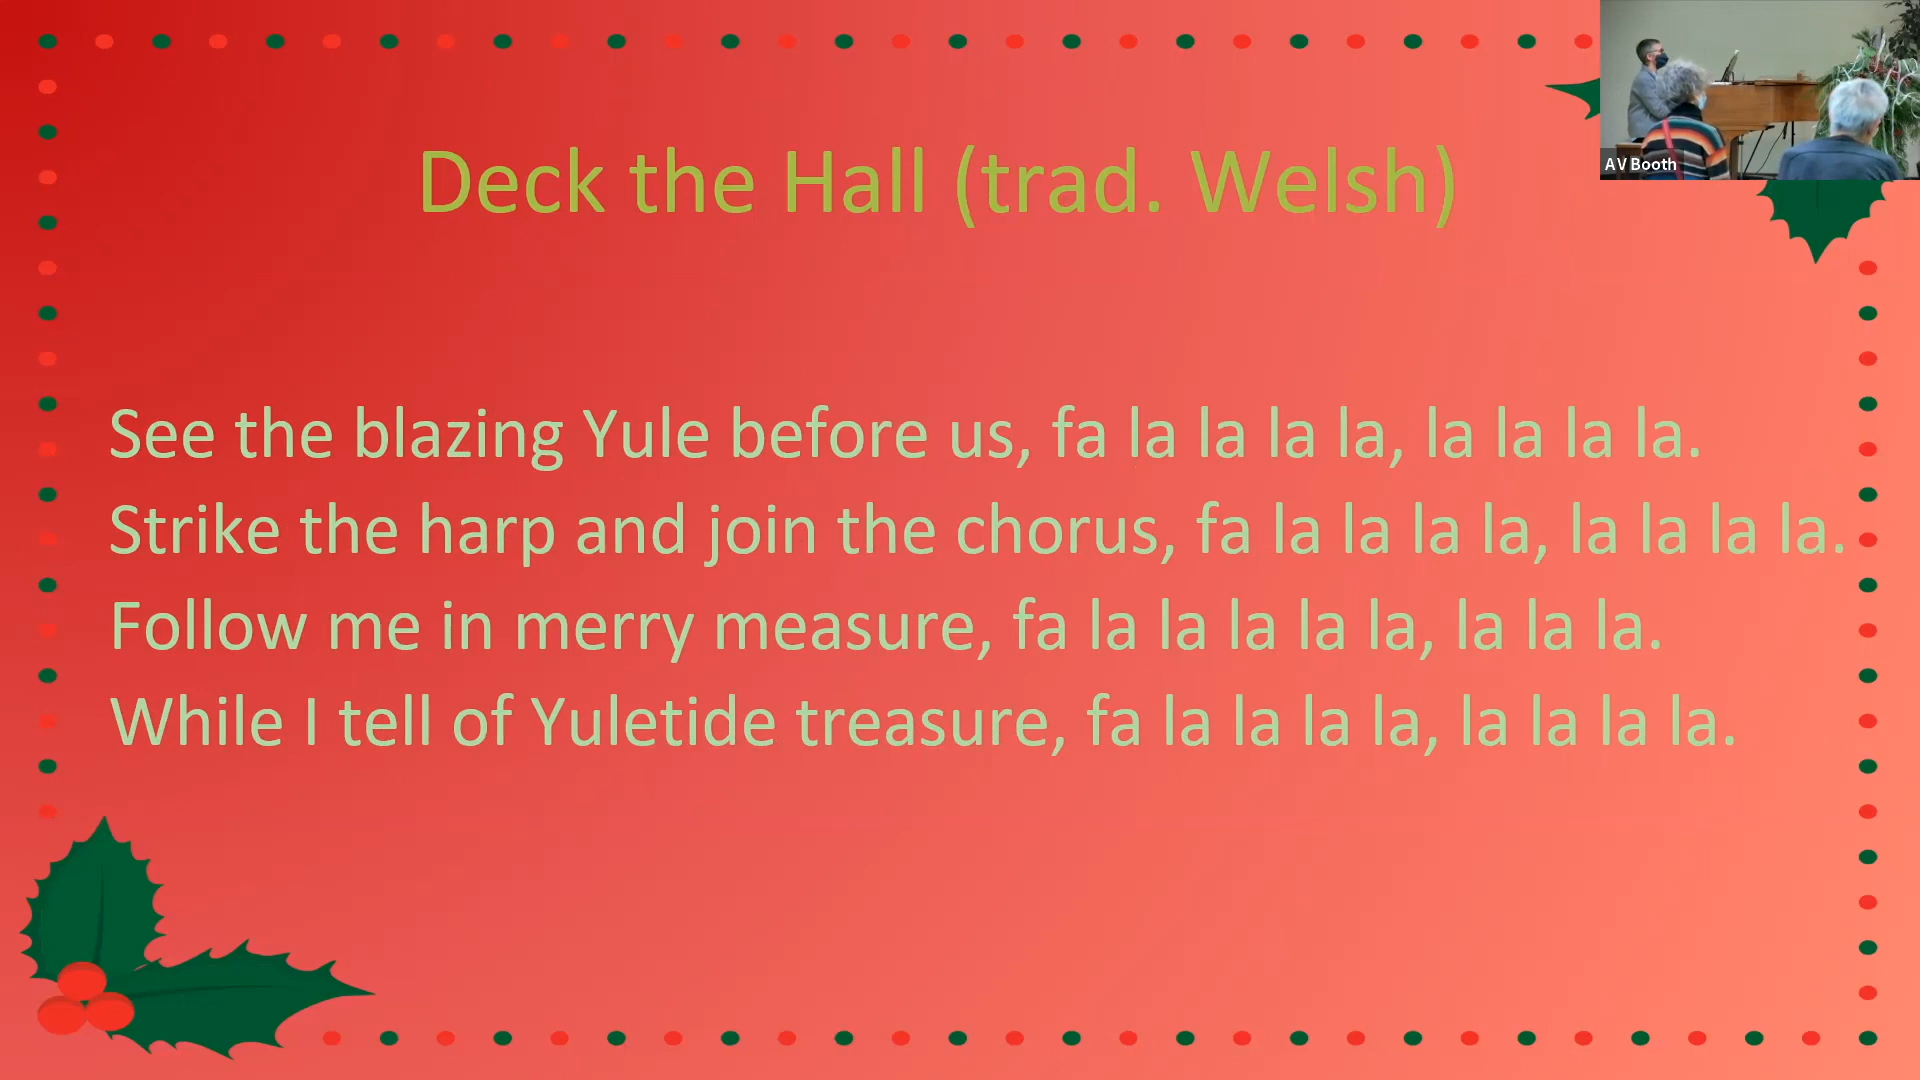 Deck the Hall (trad. Welsh)
AV Booth
See the blazing Yule before us, fa la la la la, la la la la.
Strike the harp and join the chorus, fa la la la la, la la la la.
Follow me in merry measure, fa la la la la la, la la la.
While I tell of Yuletide treasure, fa la la la la, la la la la.